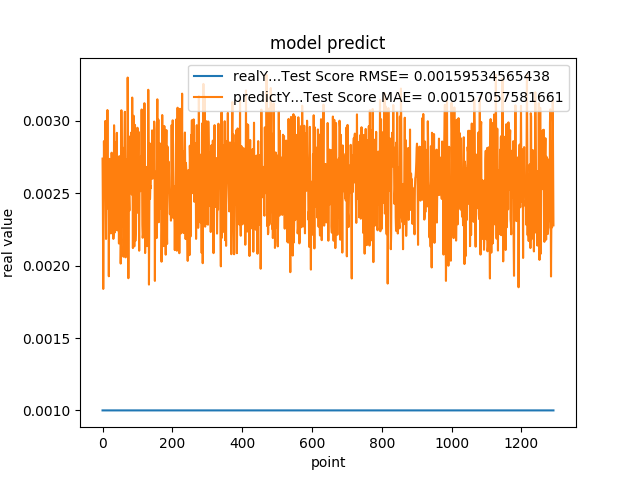 model predict
realY...Test Score RMSE= 0.00159534565438
predictY...Test Score MAE= 0.00157057581661
real value
0.0030
0.0025
0.0020
0.0015
0.0010
0 200 400 600 800 1000 1200
point